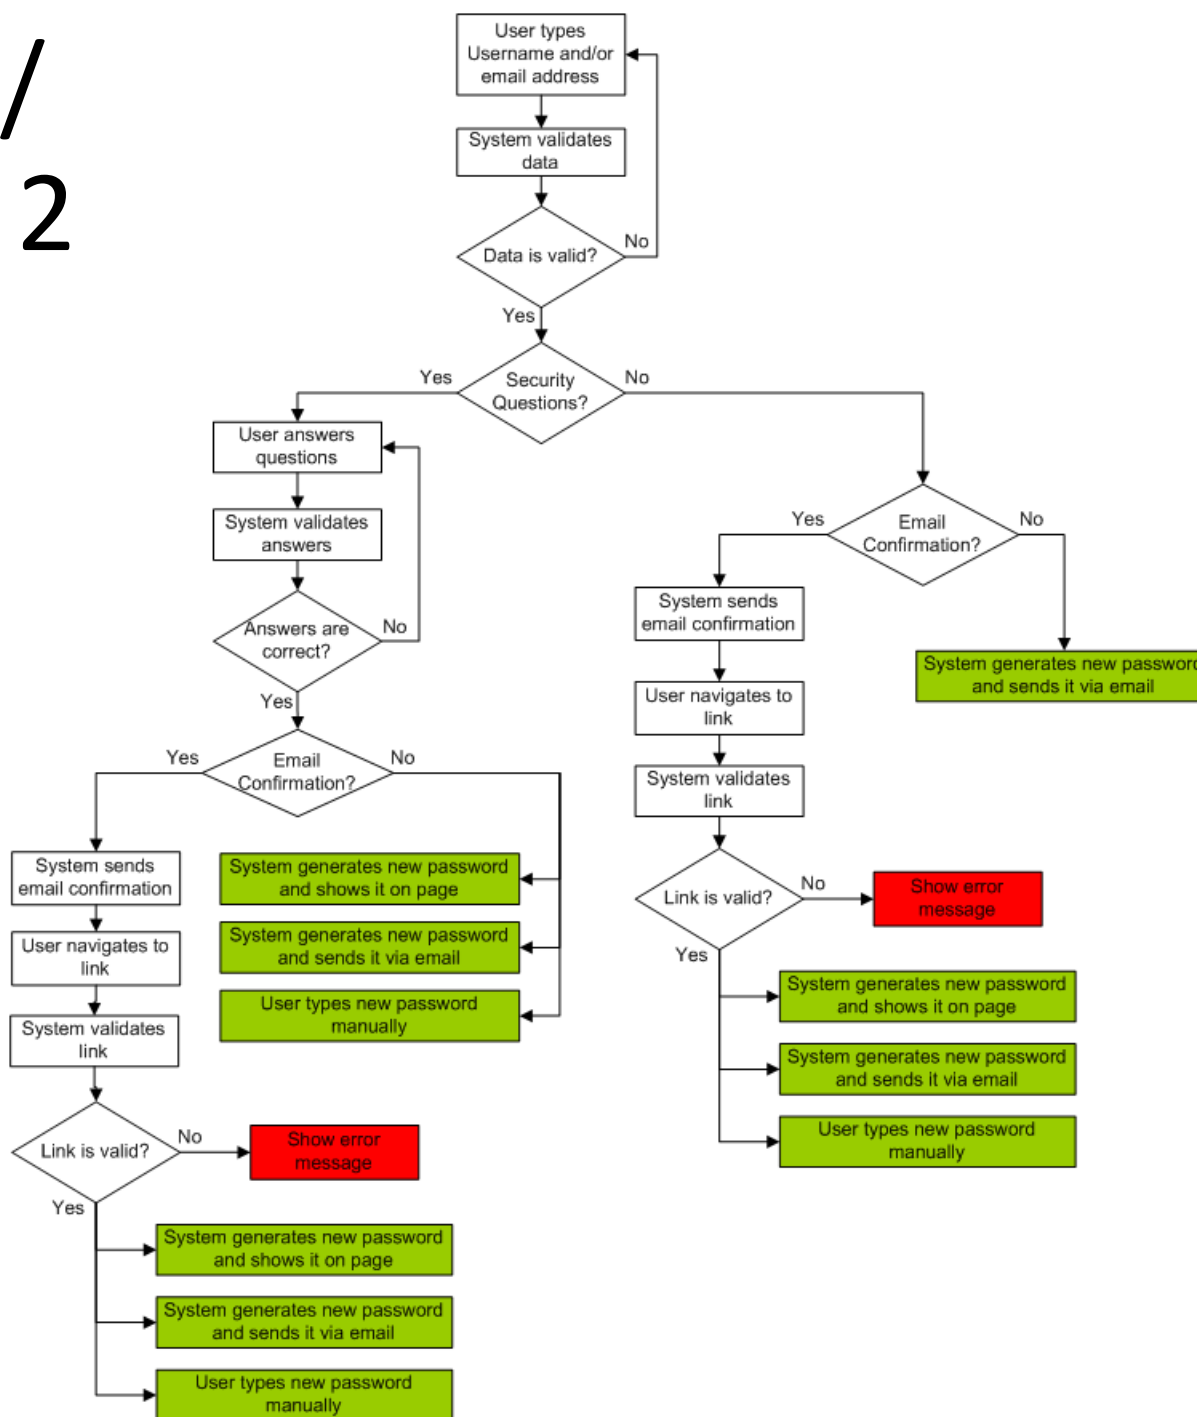 /
2
User types
Username and/or
email address
System validates
data
Data is valid?
No
Yes
Security
Questions?
Yes
No
User answers
questions
System validates
answers
Answers are
correct?
No
Yes
Email
Confirmation?
Yes
No
System sends
email confirmation
User navigates to
link
System validates
link
Link is valid?
No
Show error
message
Yes
System generates new password
and shows it on page
System generates new password
and sends it via email
User types new password
manually
System generates new password
and shows it on page
System generates new password
and sends it via email
User types new password
manually
Email
Confirmation?
Yes
No
System sends
email confirmation
User navigates to
link
System validates
link
Link is valid?
No
Show error
message
Yes
System generates new password
and shows it on page
System generates new password
and sends it via email
User types new password
manually
System generates new password
and sends it via email